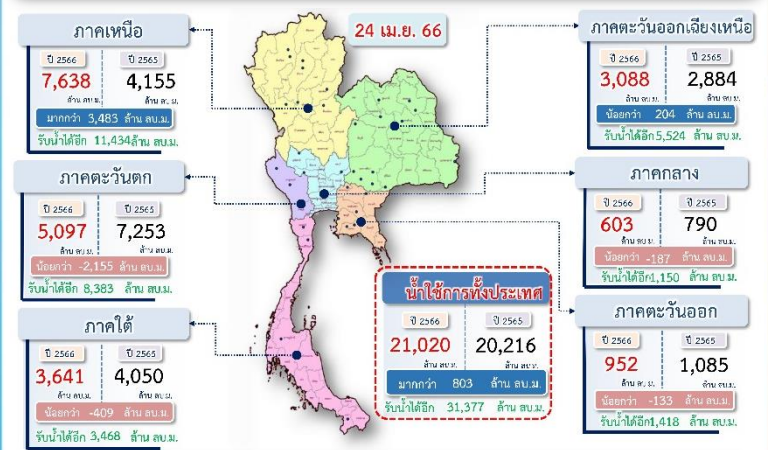 24 เม.ย. 66
ภาคเหนือ
ปี 2566 ปี 2565
7,638 4,155
ล้าน ลบ.ม. ล้าน ลบ.ม.
มากกว่า 3,483 ล้าน ลบ.ม.
รับน้ำได้อีก 11,434 ล้าน ลบ.ม.
ภาคตะวันออกเฉียงเหนือ
ปี 2566 ปี 2565
3,088 2,884
ล้าน ลบ.ม. ล้าน ลบ.ม.
น้อยกว่า 204 ล้าน ลบ.ม.
รับน้ำได้อีก 5,524 ล้าน ลบ.ม.
ภาคตะวันตก
ปี 2566 ปี 2565
5,097 7,253
ล้าน ลบ.ม. ล้าน ลบ.ม.
น้อยกว่า -2,155 ล้าน ลบ.ม.
รับน้ำได้อีก 8,383 ล้าน ลบ.ม.
ภาคกลาง
ปี 2566 ปี 2565
603 790
ล้าน ลบ.ม. ล้าน ลบ.ม.
น้อยกว่า -187 ล้าน ลบ.ม.
รับน้ำได้อีก 1,150 ล้าน ลบ.ม.
ภาคใต้
ปี 2566 ปี 2565
3,641 4,050
ล้าน ลบ.ม. ล้าน ลบ.ม.
น้อยกว่า -409 ล้าน ลบ.ม.
รับน้ำได้อีก 3,468 ล้าน ลบ.ม.
น้ำใช้การทั้งประเทศ
ปี 2566 ปี 2565
21,020 20,216
ล้าน ลบ.ม. ล้าน ลบ.ม.
มากกว่า 803 ล้าน ลบ.ม.
รับน้ำได้อีก 31,377 ล้าน ลบ.ม.
ภาคตะวันออก
ปี 2566 ปี 2565
952 1,085
ล้าน ลบ.ม. ล้าน ลบ.ม.
น้อยกว่า -133 ล้าน ลบ.ม.
รับน้ำได้อีก 1,418 ล้าน ลบ.ม.